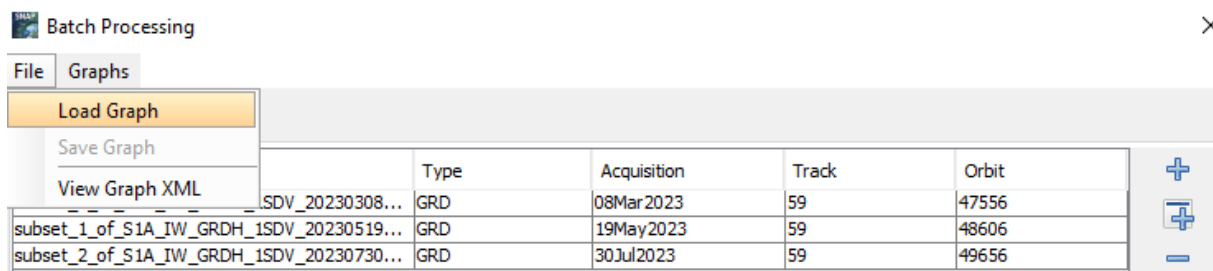 SNAP
Batch Processing
File Graphs
Load Graph
Save Graph
View Graph XML
Type Acquisition Track Orbit
1SDV_20230308... GRD 08Mar2023 59 47556
subset_1_of_S1A_IW_GRDH_1SDV_20230519... GRD 19May2023 59 48606
subset_2_of_S1A_IW_GRDH_1SDV_20230730... GRD 30Jul2023 59 49656